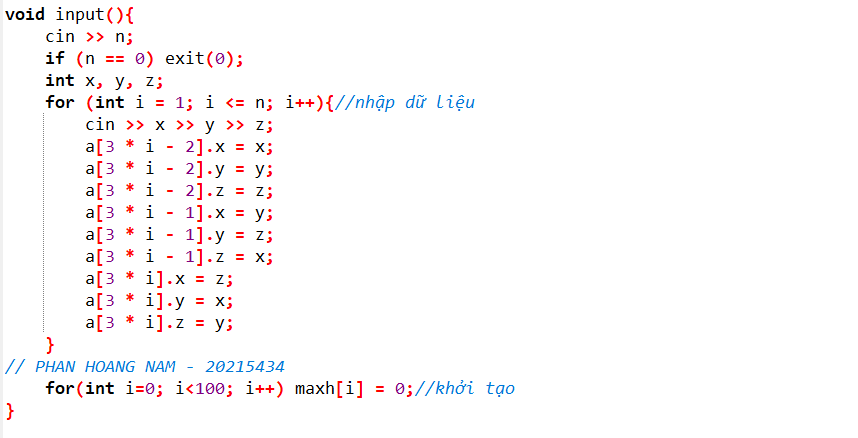 void input(){
    cin >> n;
    if (n == 0) exit(0);
    int x, y, z;
    for (int i = 1; i <= n; i++){//nhập dữ liệu
        cin >> x >> y >> z;
        a[3 * i - 2].x = x;
        a[3 * i - 2].y = y;
        a[3 * i - 2].z = z;
        a[3 * i - 1].x = y;
        a[3 * i - 1].y = z;
        a[3 * i - 1].z = x;
        a[3 * i].x = z;
        a[3 * i].y = x;
        a[3 * i].z = y;
    }
// PHAN HOANG NAM - 20215434
    for(int i=0; i<100; i++) maxh[i] = 0;//khởi tạo
}